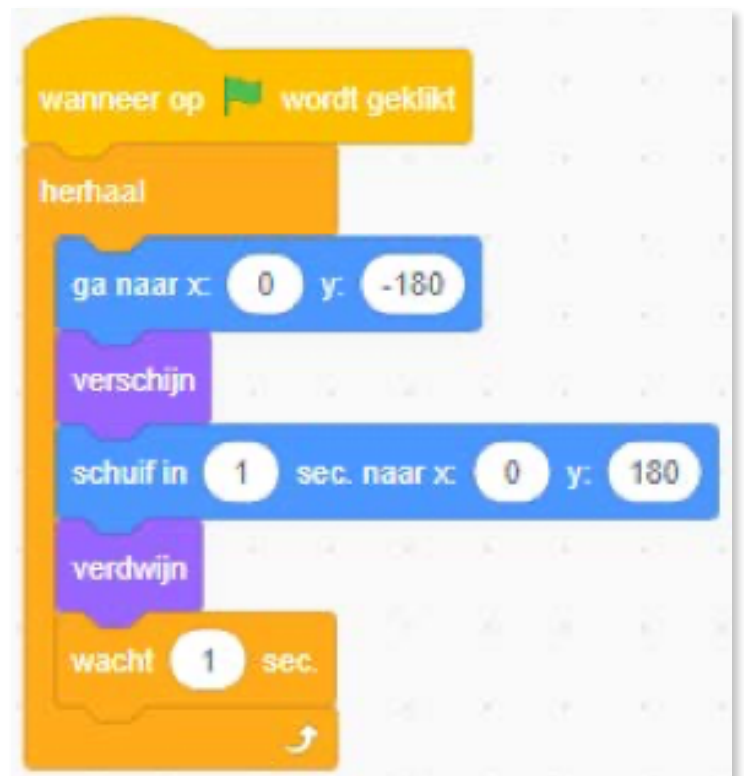 wanneer op wordt geklikt
herhaal
ga naar x: 0 y: -180
verschijn
schuif in 1 sec. naar x: 0 y: 180
verdwijn
wacht 1 sec.